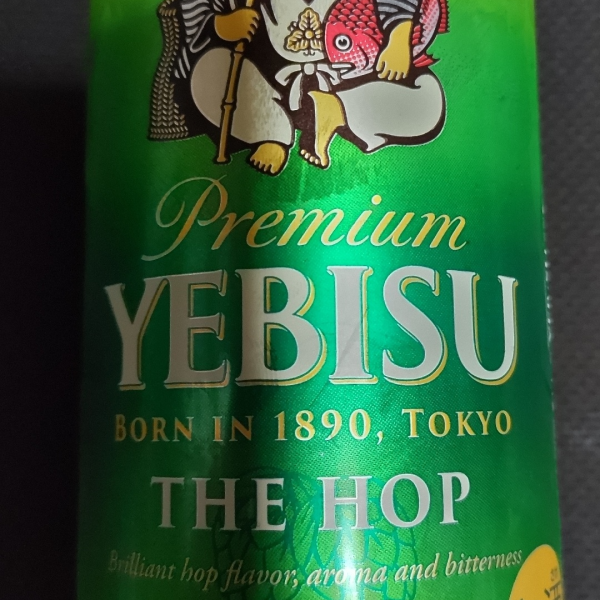 Premium
YEBISU
BORN IN 1890, TOKYO
THE HOP
Brilliant hop flavor, aroma and bitterness